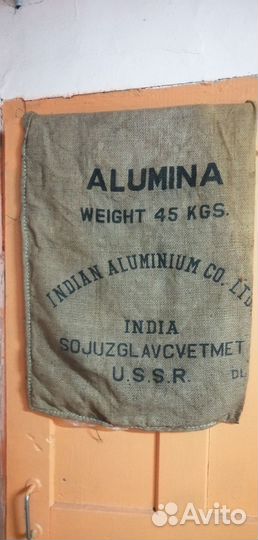 ALUMINA
WEIGHT 45 KGS.
INDIAN ALUMINIUM CO. LTD
INDIA
SOJUZGLAVCVETMET
U.S.S.R.
DL
Avito